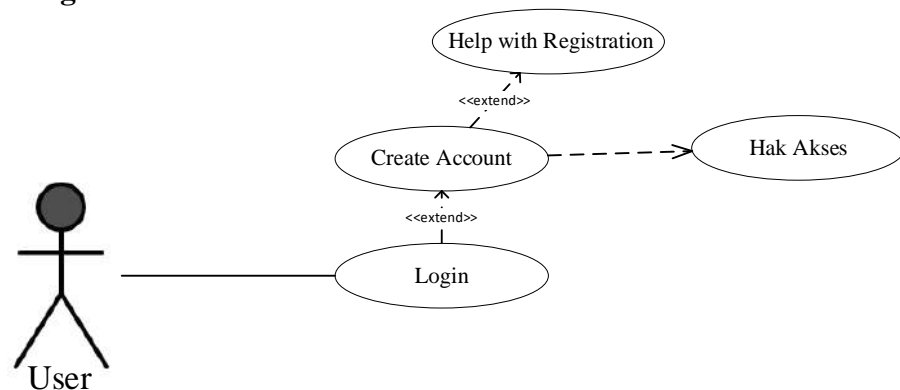 Help with Registration
<<extend>>
Create Account
Hak Akses
<<extend>>
Login
User